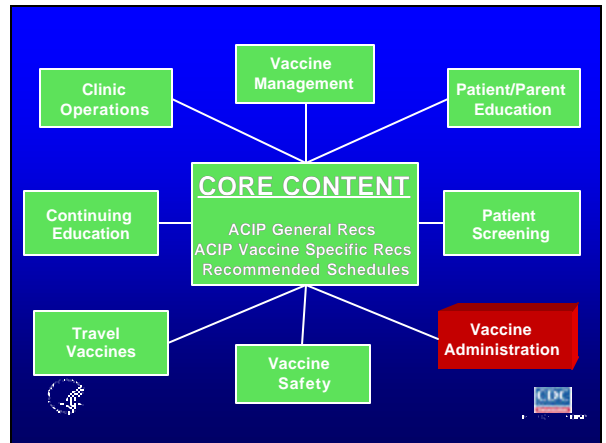 Vaccine
Management
Clinic
Operations
Patient/Parent
Education
CORE CONTENT
ACIP General Recs
ACIP Vaccine Specific Recs
Recommended Schedules
Continuing
Education
Patient
Screening
Travel
Vaccines
Vaccine
Safety
Vaccine
Administration
CDC